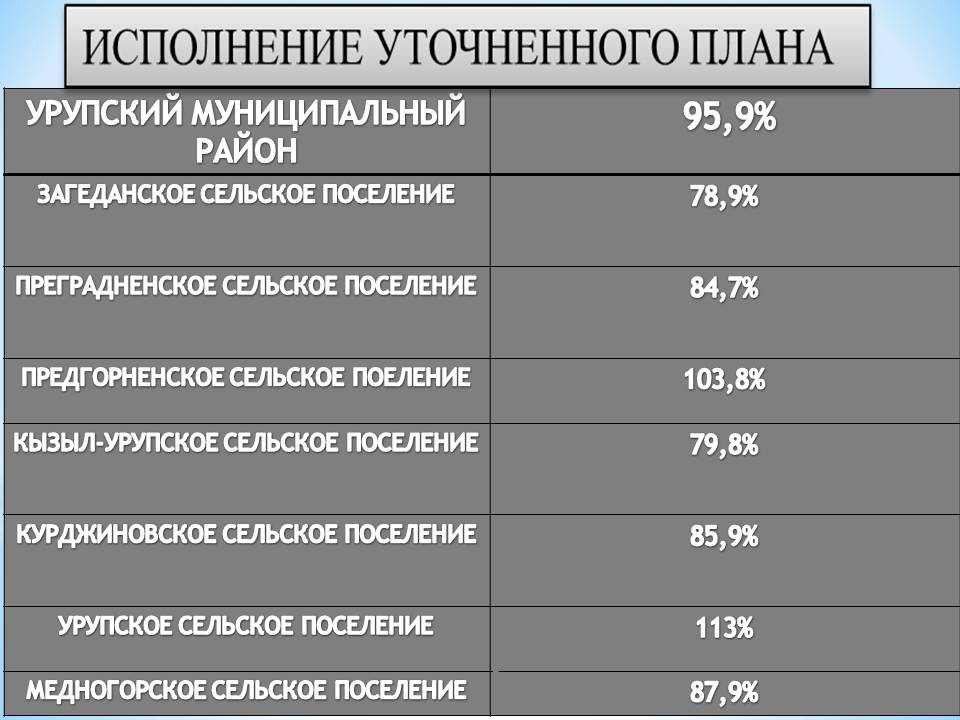 ИСПОЛНЕНИЕ УТОЧНЕННОГО ПЛАНА
УРУПСКИЙ МУНИЦИПАЛЬНЫЙ
РАЙОН
95,9%
ЗАГЕДАНСКОЕ СЕЛЬСКОЕ ПОСЕЛЕНИЕ
78,9%
ПРЕГРАДНЕНСКОЕ СЕЛЬСКОЕ ПОСЕЛЕНИЕ
84,7%
ПРЕДГОРНЕНСКОЕ СЕЛЬСКОЕ ПОЕЛЕНИЕ
103,8%
КЫЗЫЛ-УРУПСКОЕ СЕЛЬСКОЕ ПОСЕЛЕНИЕ
79,8%
КУРДЖИНОВСКОЕ СЕЛЬСКОЕ ПОСЕЛЕНИЕ
85,9%
УРУПСКОЕ СЕЛЬСКОЕ ПОСЕЛЕНИЕ
113%
МЕДНОГОРСКОЕ СЕЛЬСКОЕ ПОСЕЛЕНИЕ
87,9%